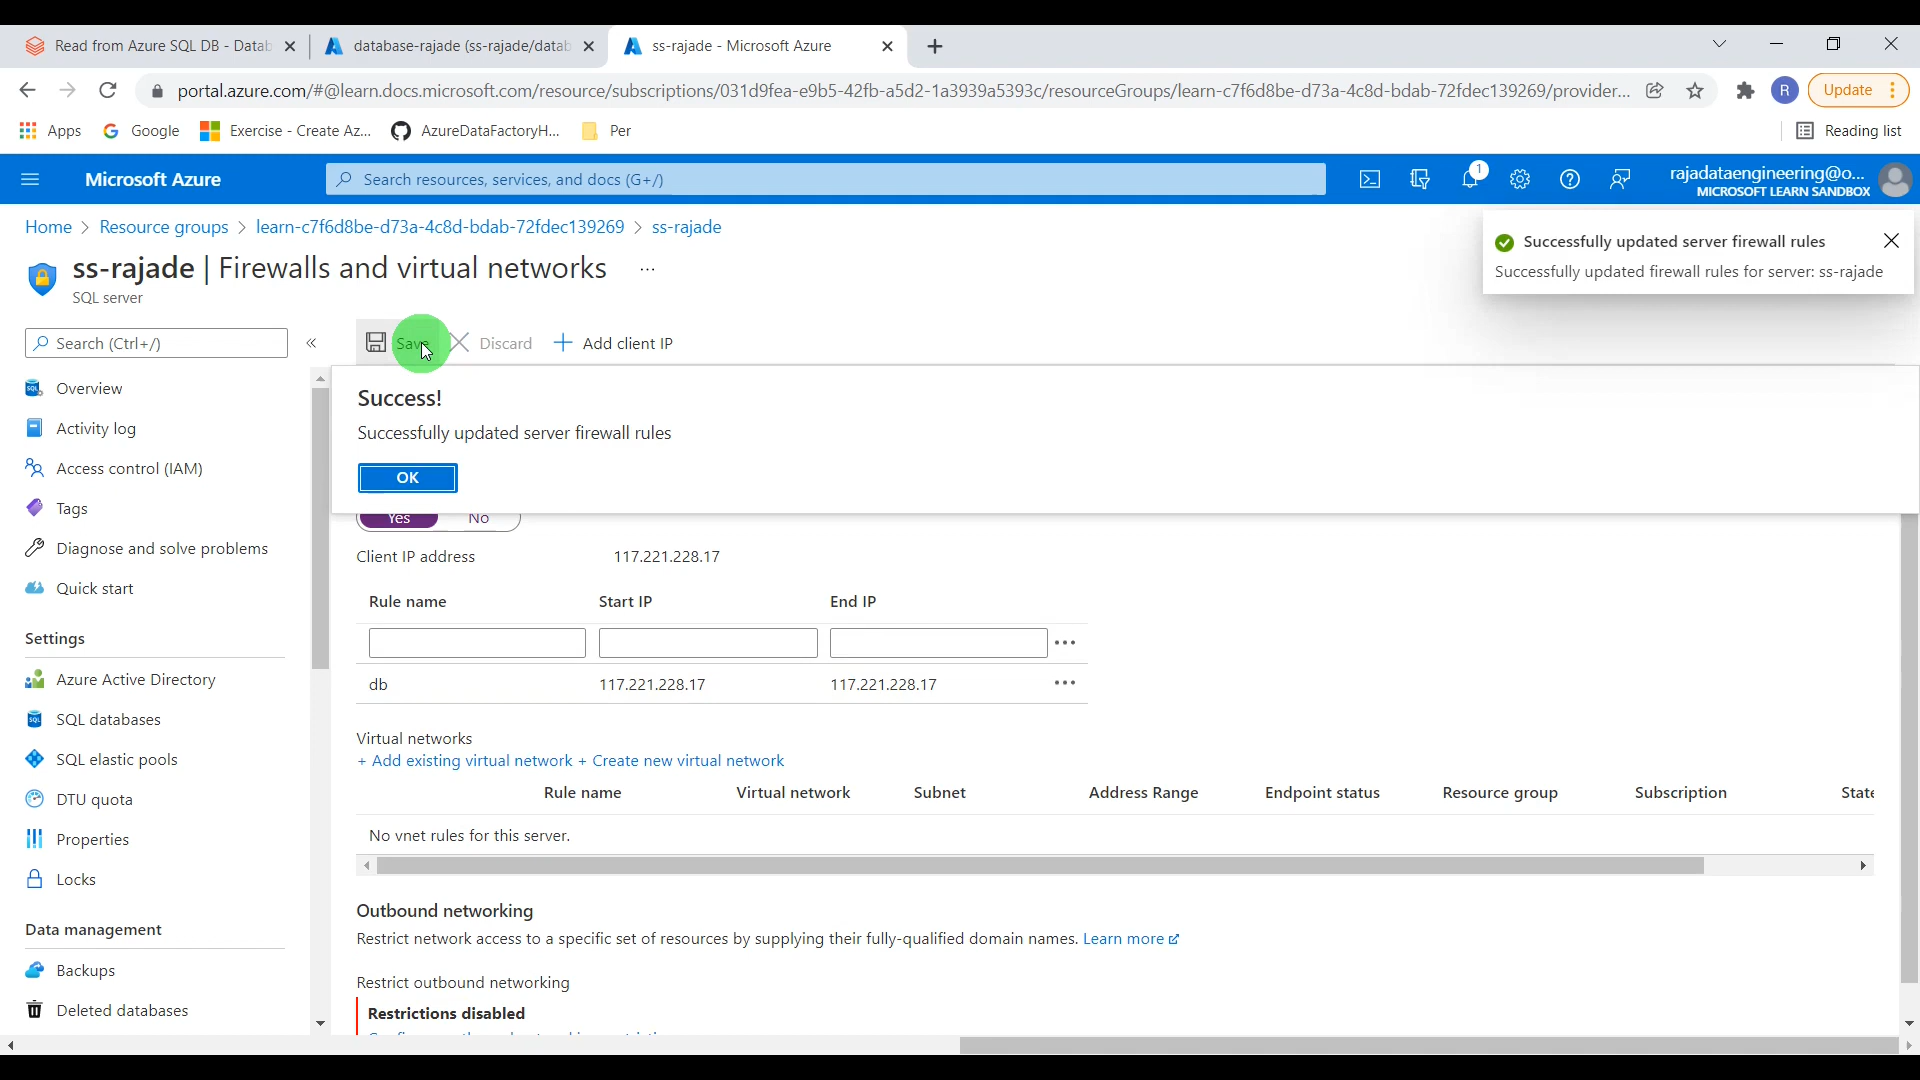 Read from Azure SQL DB - Datab
database-rajade (ss-rajade/datab
ss-rajade - Microsoft Azure
portal.azure.com/#@learn.docs.microsoft.com/resource/subscriptions/031d9fea-e9b5-42fb-a5d2-1a3939a5393c/resourceGroups/learn-c7f6d8be-d73a-4c8d-bdab-72fdec139269/provider...
R
Update
Apps
Google
Exercise - Create Az...
AzureDataFactoryH...
Per
Reading list
Microsoft Azure
Search resources, services, and docs (G+/)
1
rajadataengineering@o...
MICROSOFT LEARN SANDBOX
Home > Resource groups > learn-c7f6d8be-d73a-4c8d-bdab-72fdec139269 > ss-rajade
Successfully updated server firewall rules
Successfully updated firewall rules for server: ss-rajade
ss-rajade | Firewalls and virtual networks ...
SQL server
Search (Ctrl+/)
«
Save
Discard
+ Add client IP
Overview
Activity log
Access control (IAM)
Tags
Diagnose and solve problems
Quick start
Settings
Azure Active Directory
SQL databases
SQL elastic pools
DTU quota
Properties
Locks
Data management
Backups
Deleted databases
Success!
Successfully updated server firewall rules
OK
Yes No
Client IP address 117.221.228.17
Rule name Start IP End IP
db 117.221.228.17 117.221.228.17
Virtual networks
+ Add existing virtual network + Create new virtual network
Rule name Virtual network Subnet Address Range Endpoint status Resource group Subscription State
No vnet rules for this server.
Outbound networking
Restrict network access to a specific set of resources by supplying their fully-qualified domain names. Learn more
Restrict outbound networking
Restrictions disabled